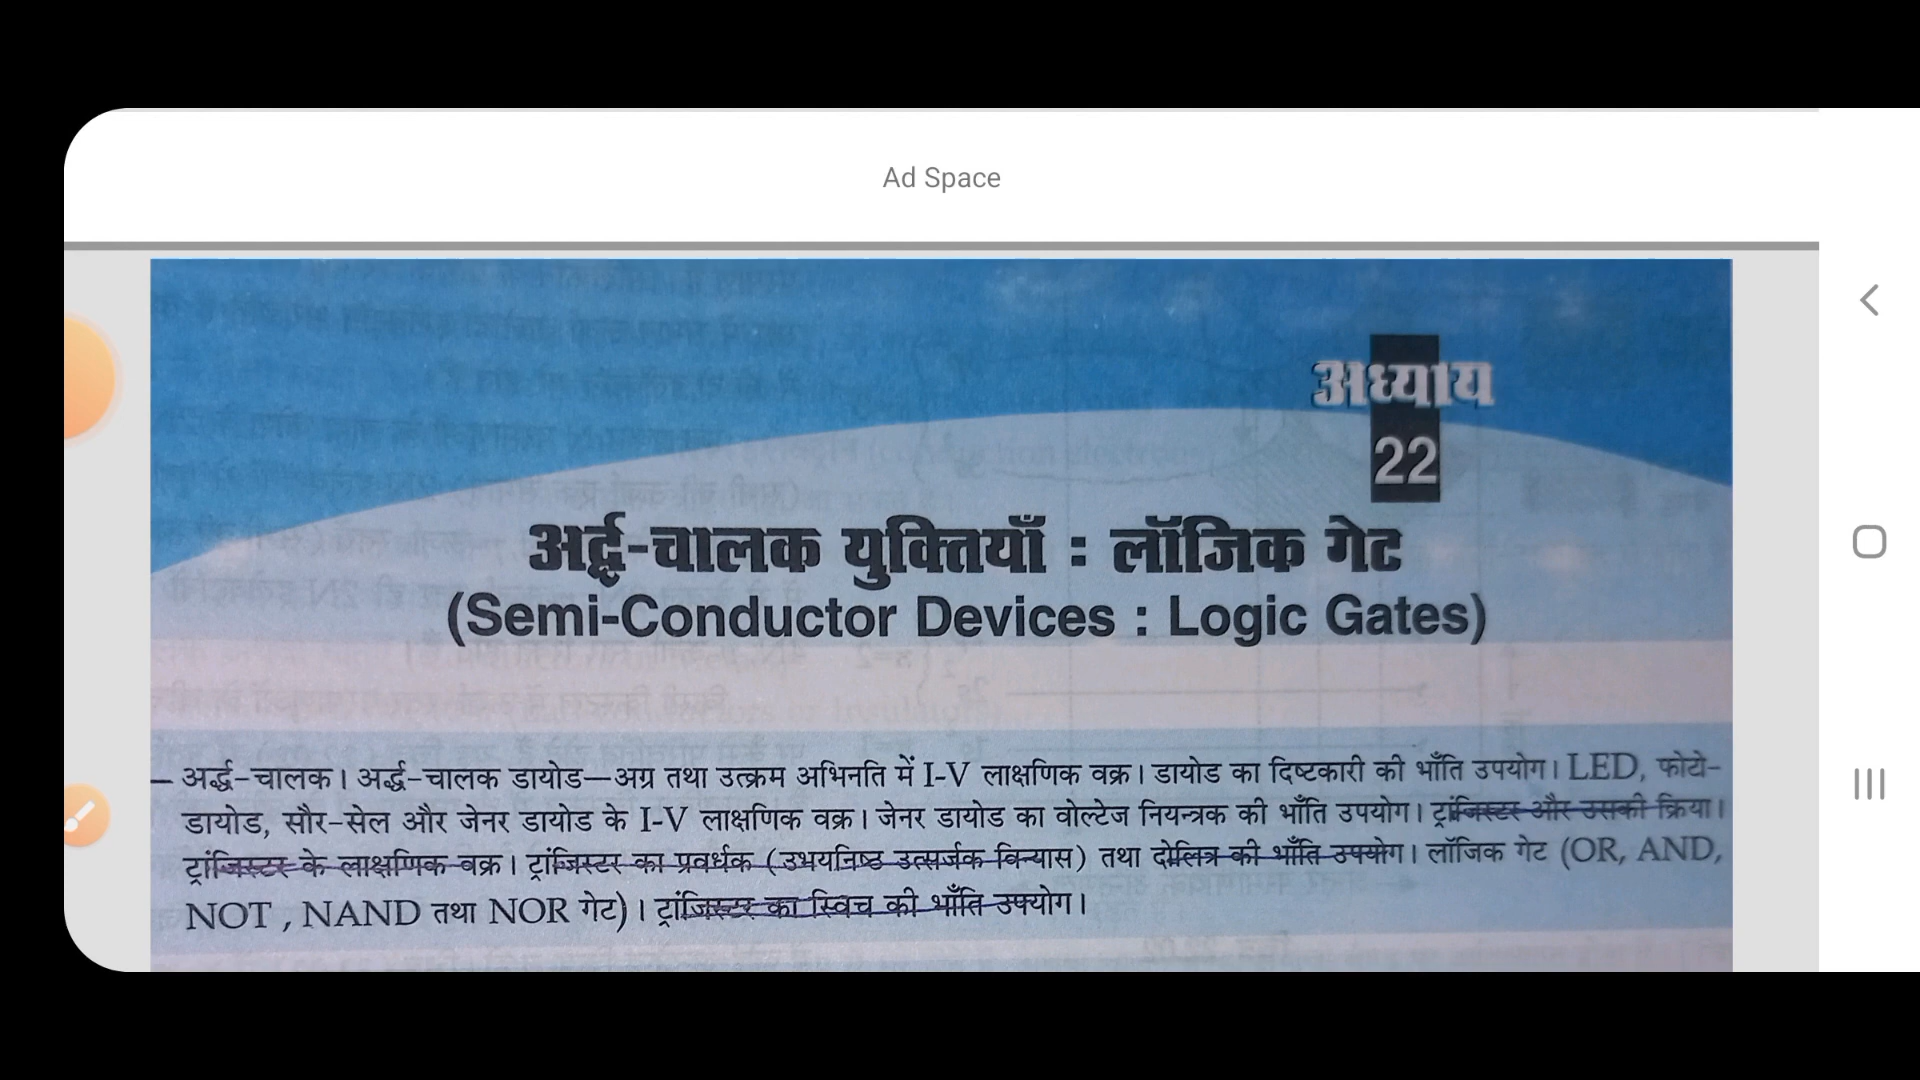 Ad Space
अध्याय
22
अर्द्ध-चालक युक्तियाँ : लॉजिक गेट
(Semi-Conductor Devices : Logic Gates)
– अर्द्ध-चालक। अर्द्ध-चालक डायोड—अग्र तथा उत्क्रम अभिनति में I-V लाक्षणिक वक्र। डायोड का दिष्टकारी की भाँति उपयोग। LED, फोटो-
डायोड, सौर-सेल और जेनर डायोड के I-V लाक्षणिक वक्र। जेनर डायोड का वोल्टेज नियन्त्रक की भाँति उपयोग। ट्रांजिस्टर और उसकी क्रिया।
ट्रांजिस्टर के लाक्षणिक वक्र। ट्रांजिस्टर का प्रवर्धक (उभयनिष्ठ उत्सर्जक विन्यास) तथा दोलित्र की भाँति उपयोग। लॉजिक गेट (OR, AND,
NOT , NAND तथा NOR गेट) । ट्रांजिस्टर का स्विच की भाँति उपयोग।